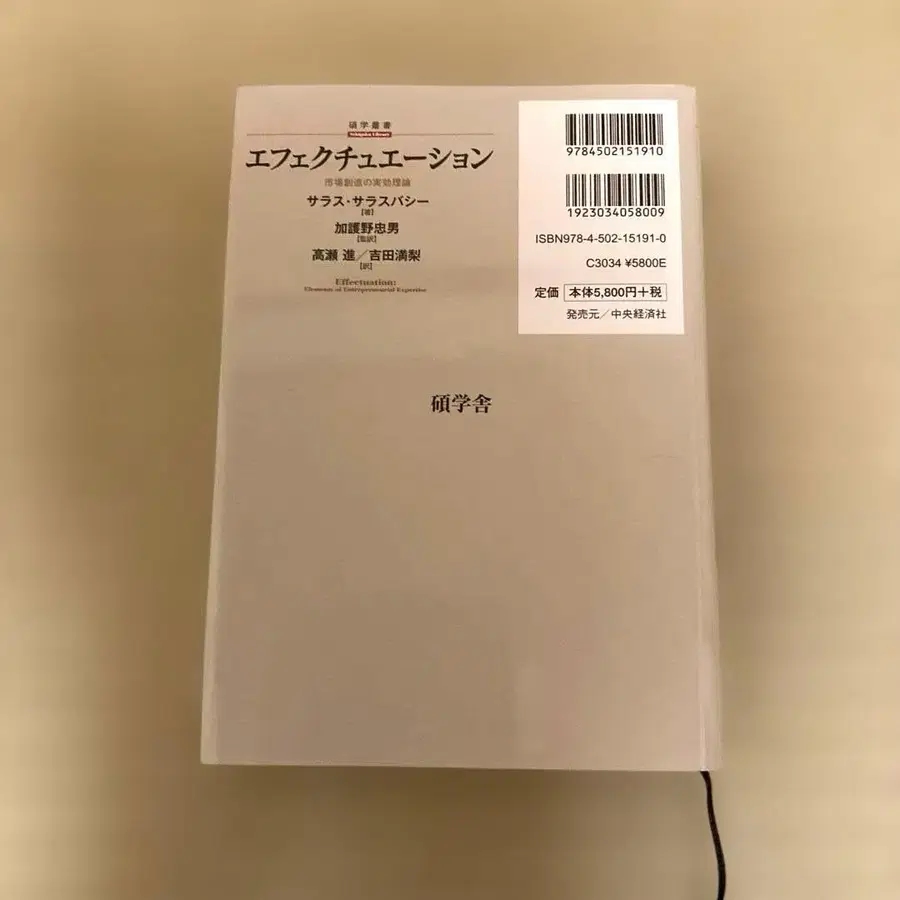 碩学叢書
Sekigaku Library
エフェクチュエーション
市場創造の実効理論
サラス・サラスバシー
【著】
加護野忠男
【監訳】
高瀬 進／吉田満梨
【訳】
Effectuation:
Elements of Entrepreneurial Expertise
9784502151910
1923034058009
ISBN978-4-502-15191-0
C3034 ¥5800E
定価 本体5,800円+税
発売元／中央経済社
碩学舎